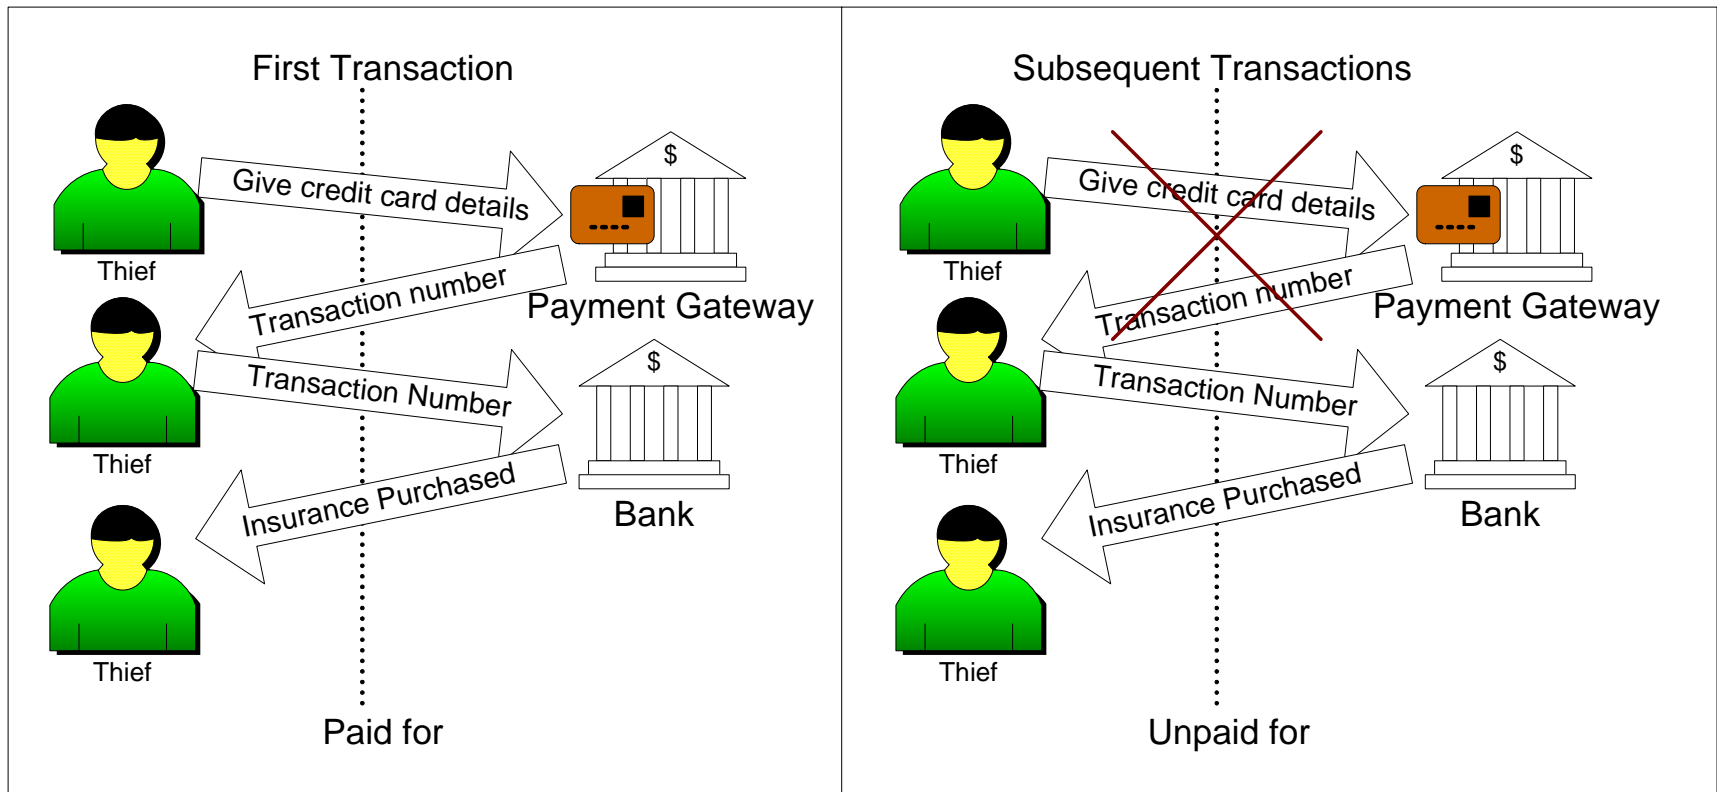 First Transaction
$
Give credit card details
Thief
Transaction number
Payment Gateway
$
Transaction Number
Thief
Insurance Purchased
Bank
Thief
Paid for
Subsequent Transactions
$
Give credit card details
Thief
Transaction number
Payment Gateway
$
Transaction Number
Thief
Insurance Purchased
Bank
Thief
Unpaid for